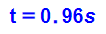 t = 0.96s